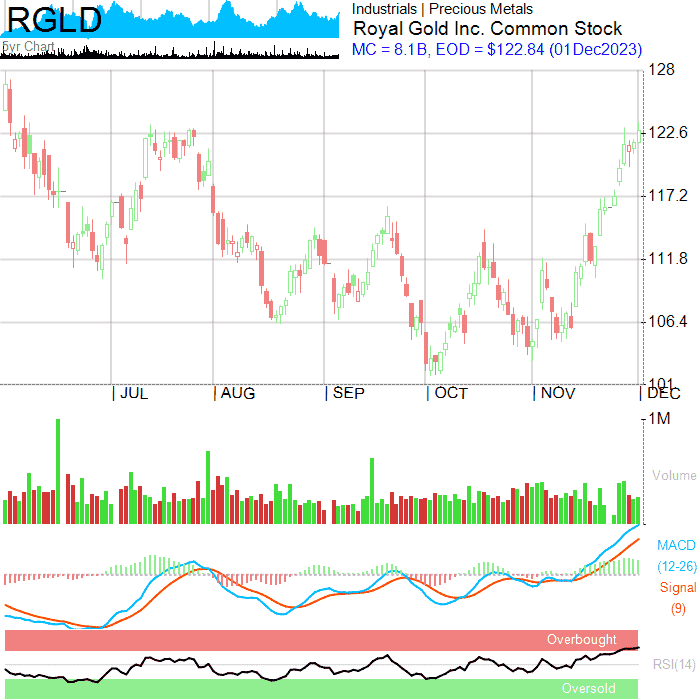 RGLD
5yr Chart
Industrials | Precious Metals
Royal Gold Inc. Common Stock
MC = 8.1B, EOD = $122.84 (01Dec2023)
128
122.6
117.2
111.8
106.4
101
| JUL | AUG | SEP | OCT | NOV | DEC
1M
Volume
MACD
(12-26)
Signal
(9)
Overbought
RSI(14)
Oversold